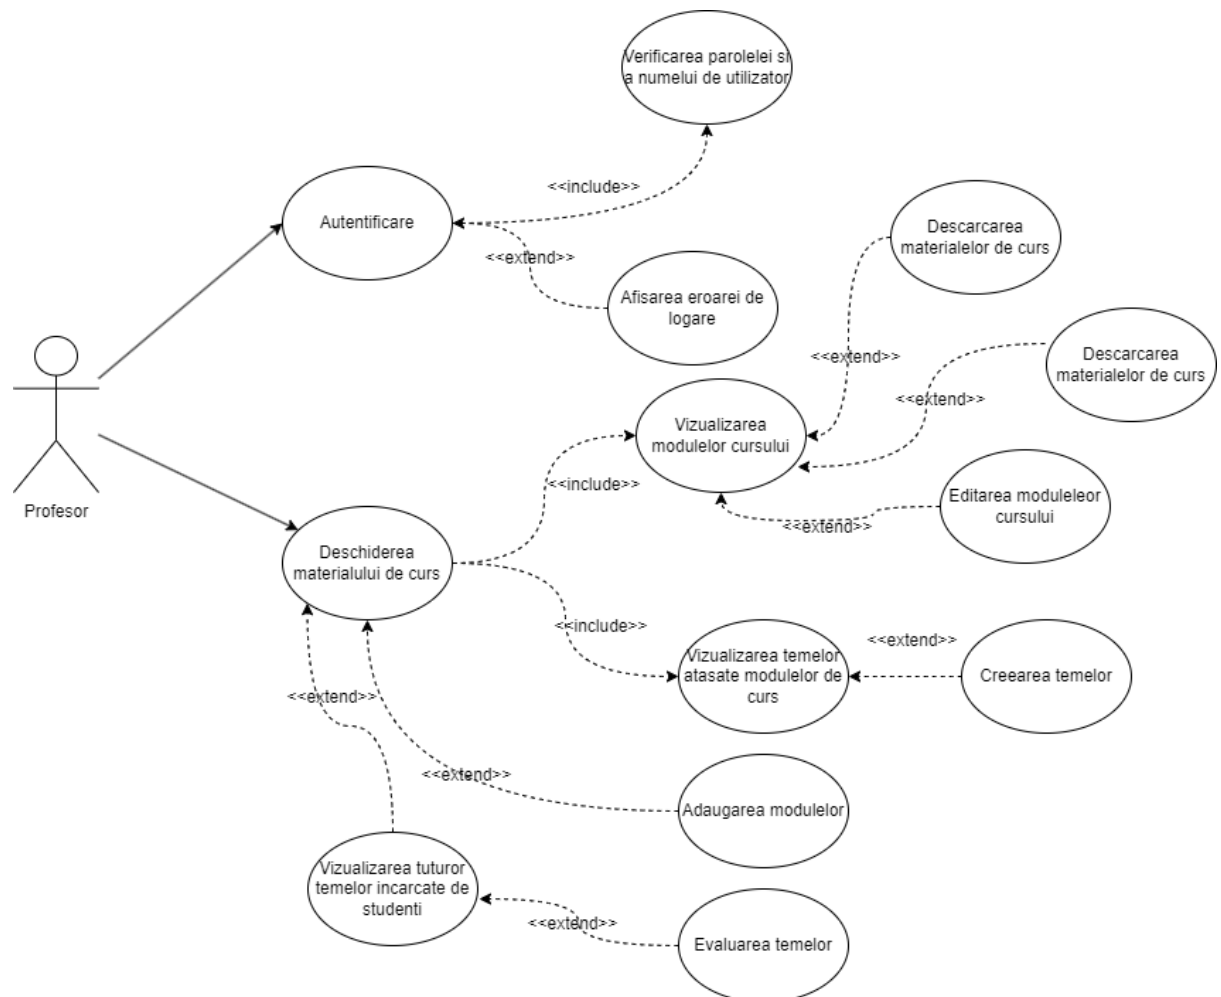 Verificarea parolelei si
a numelui de utilizator
<<include>>
Autentificare
<<extend>>
Descarcarea
materialelor de curs
Afisarea eroarei de
logare
<<extend>>
Descarcarea
materialelor de curs
<<extend>>
Vizualizarea
modulelor cursului
<<include>>
Editarea moduleleor
cursului
<<extend>>
Profesor
Deschiderea
materialului de curs
<<include>>
Vizualizarea temelor
atasate modulelor de
curs
<<extend>>
Creearea temelor
<<extend>>
<<extend>>
Adaugarea modulelor
Vizualizarea tuturor
temelor incarcate de
studenti
<<extend>>
Evaluarea temelor